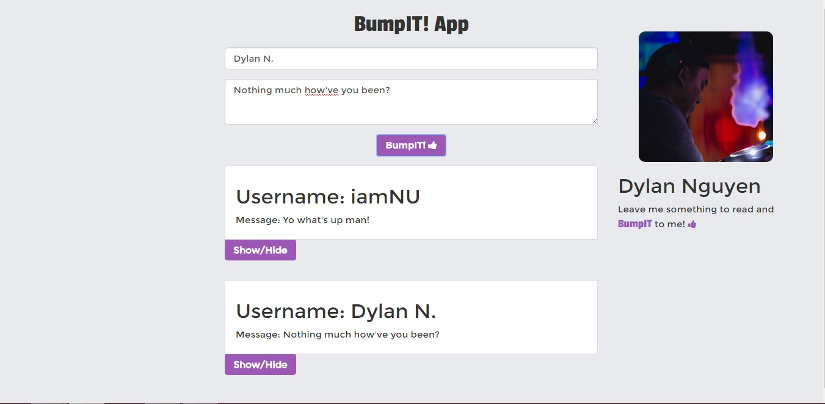 BumpIT! App
Dylan N.
Nothing much how've you been?
BumpIT!
Username: iamNU
Message: Yo what's up man!
Show/Hide
Username: Dylan N.
Message: Nothing much how've you been?
Show/Hide
Dylan Nguyen
Leave me something to read and
BumpIT to me!